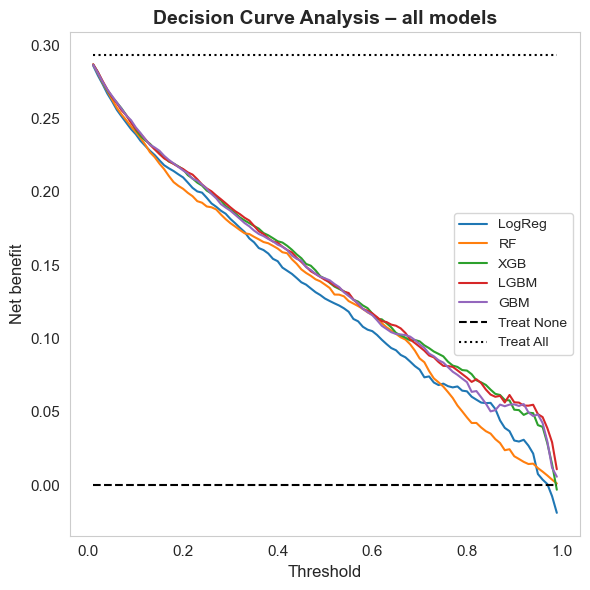 Decision Curve Analysis – all models
Net benefit
0.30
0.25
0.20
0.15
0.10
0.05
0.00
0.0 0.2 0.4 0.6 0.8 1.0
Threshold
LogReg
RF
XGB
LGBM
GBM
Treat None
Treat All